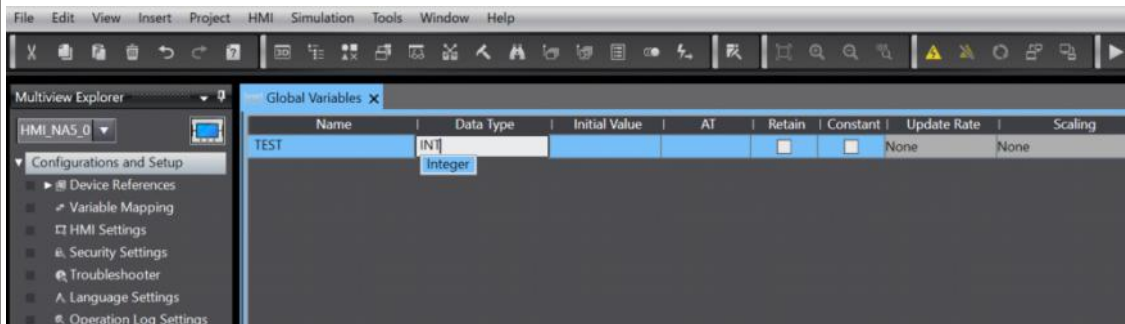 File Edit View Insert Project HMI Simulation Tools Window Help
Multiview Explorer
Global Variables
HMI_NA5_0
Name Data Type Initial Value AT Retain Constant Update Rate Scaling
TEST INT None None
Integer
Configurations and Setup
Device References
Variable Mapping
HMI Settings
Security Settings
Troubleshooter
Language Settings
Operation Log Settings